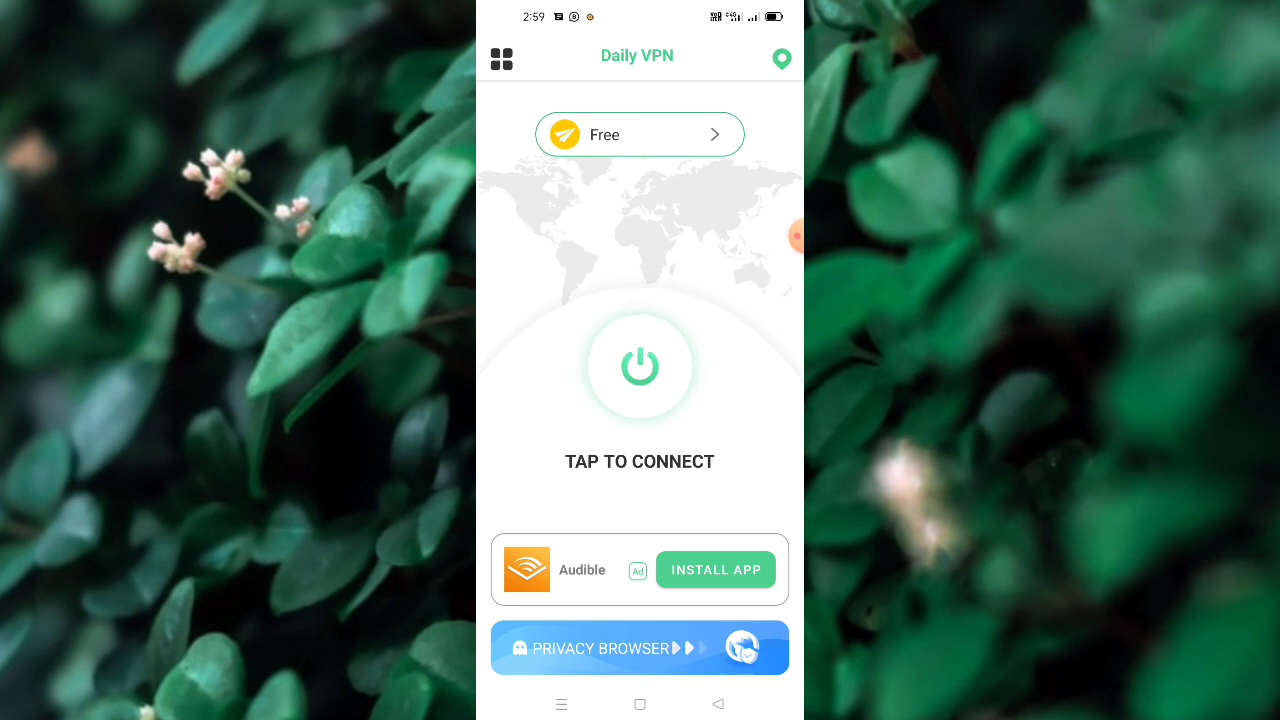 2:59
Daily VPN
Free
TAP TO CONNECT
Audible
Ad
INSTALL APP
PRIVACY BROWSER